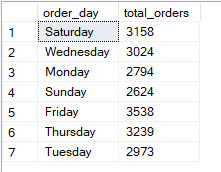 order_day total_orders
1 Saturday 3158
2 Wednesday 3024
3 Monday 2794
4 Sunday 2624
5 Friday 3538
6 Thursday 3239
7 Tuesday 2973